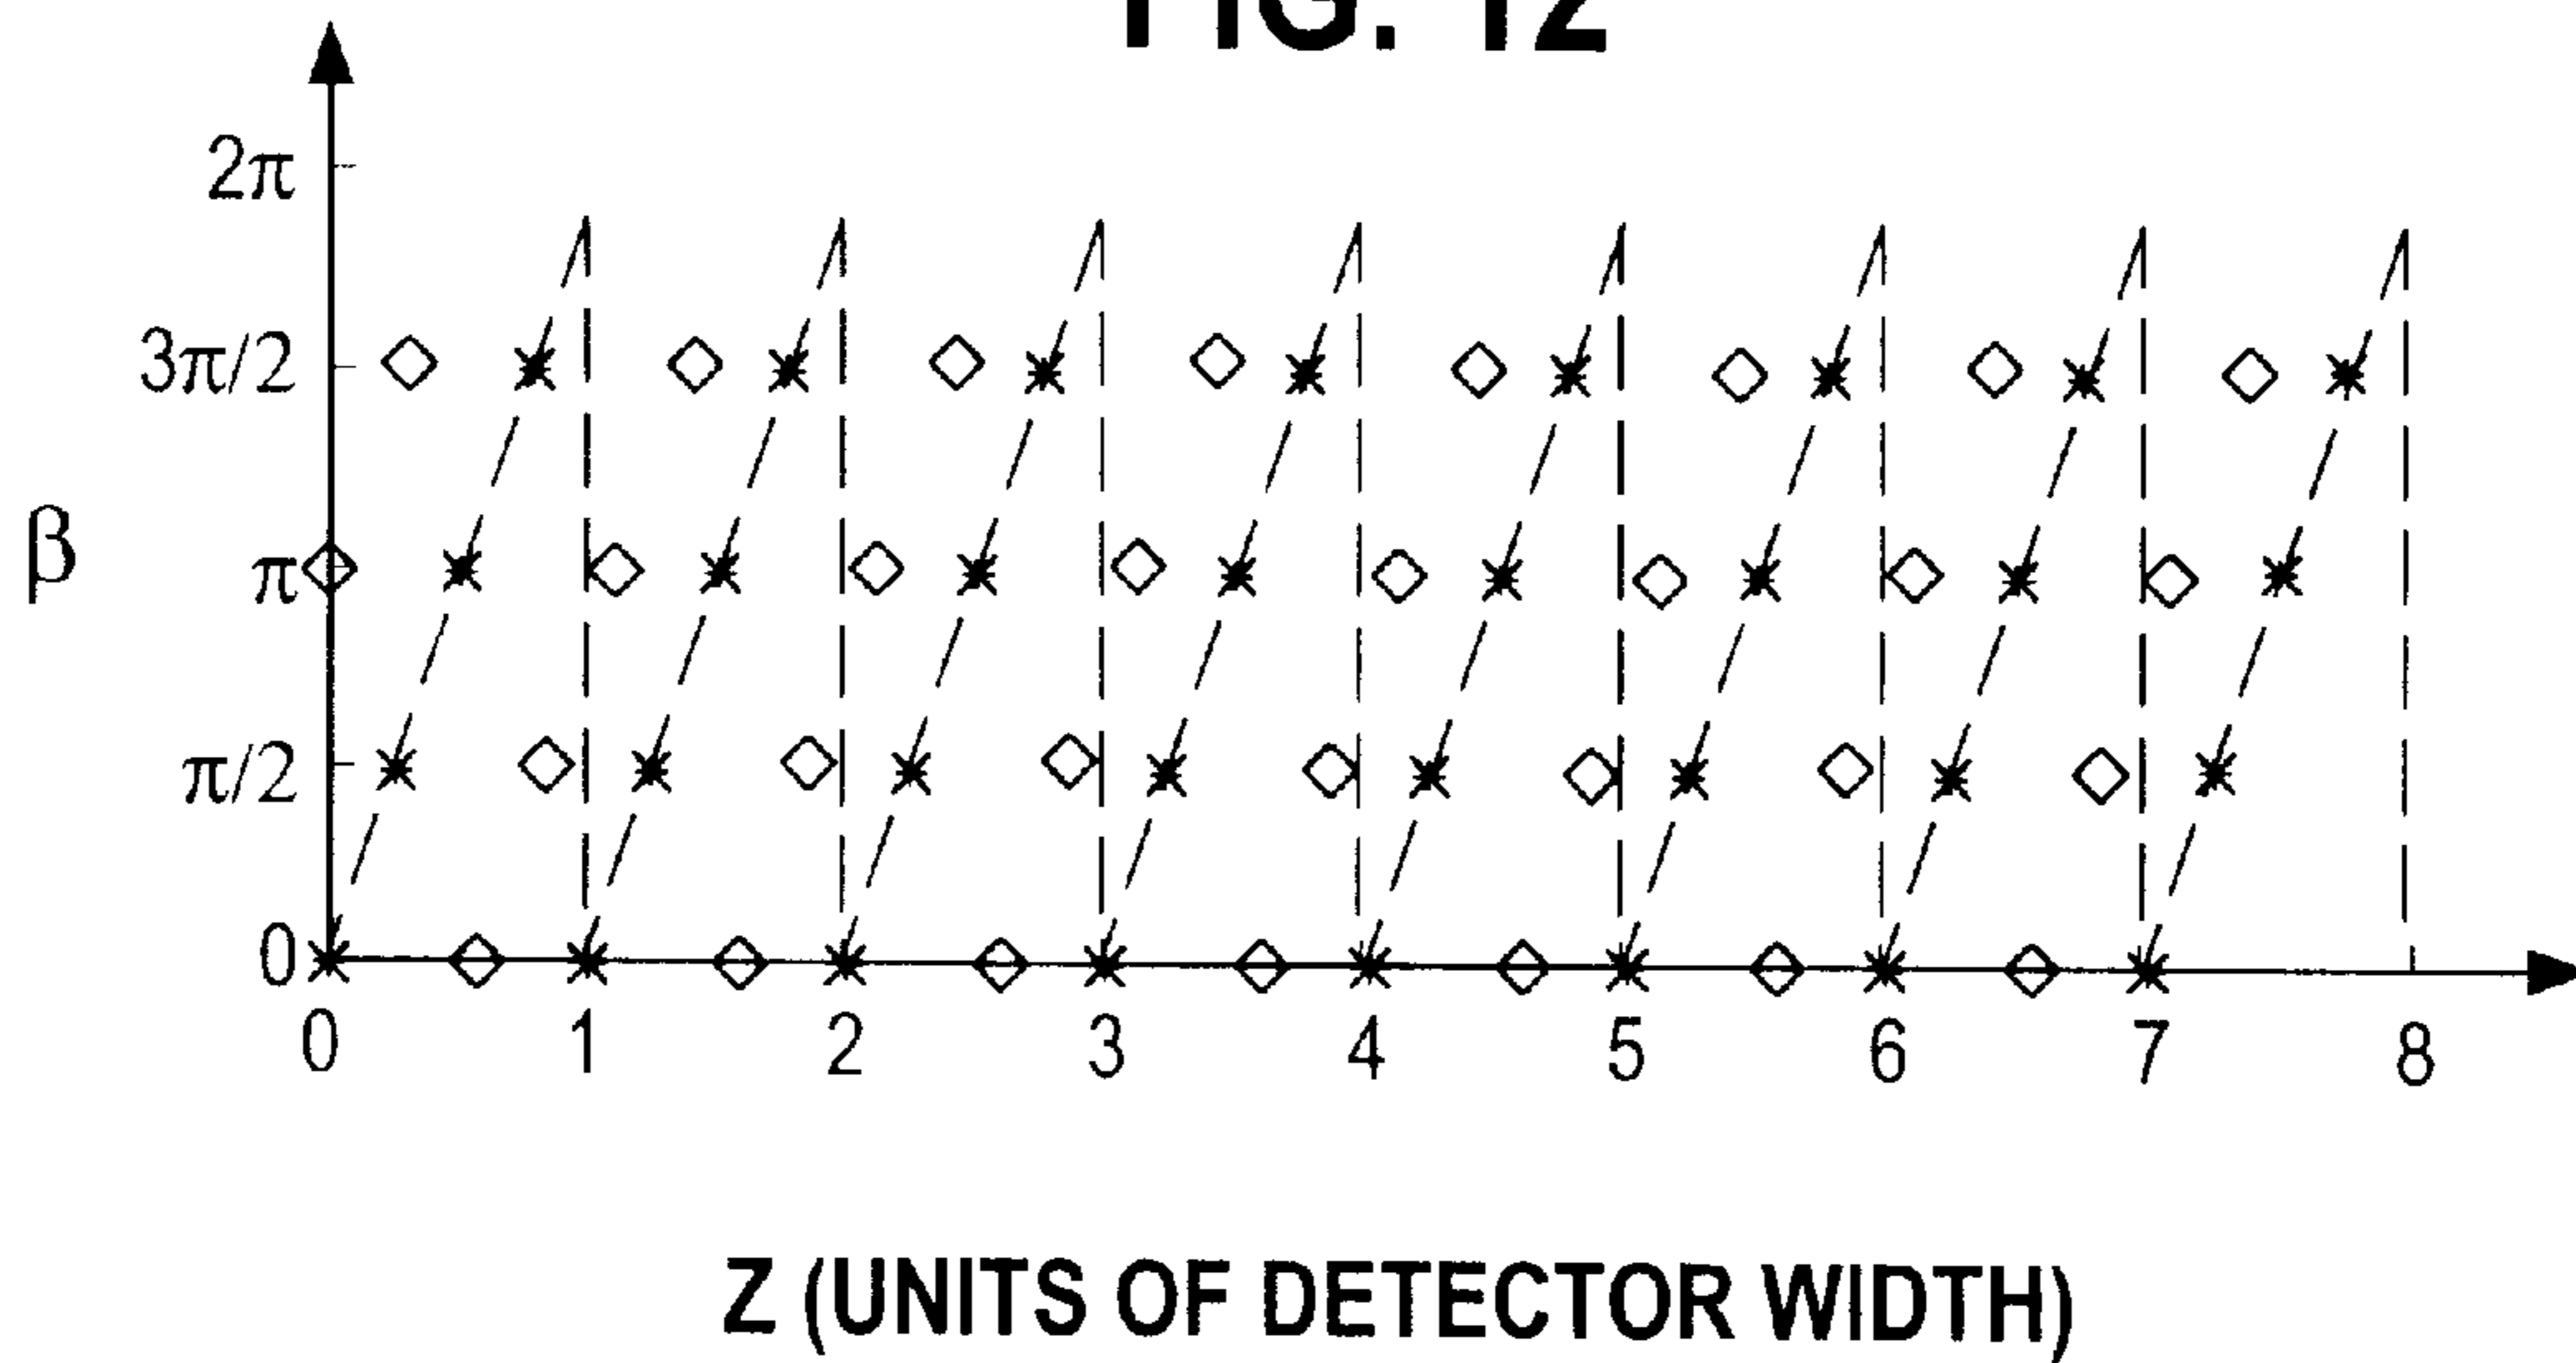 FIG. 12
2π
3π/2
β
π
π/2
0
0 1 2 3 4 5 6 7 8
Z (UNITS OF DETECTOR WIDTH)